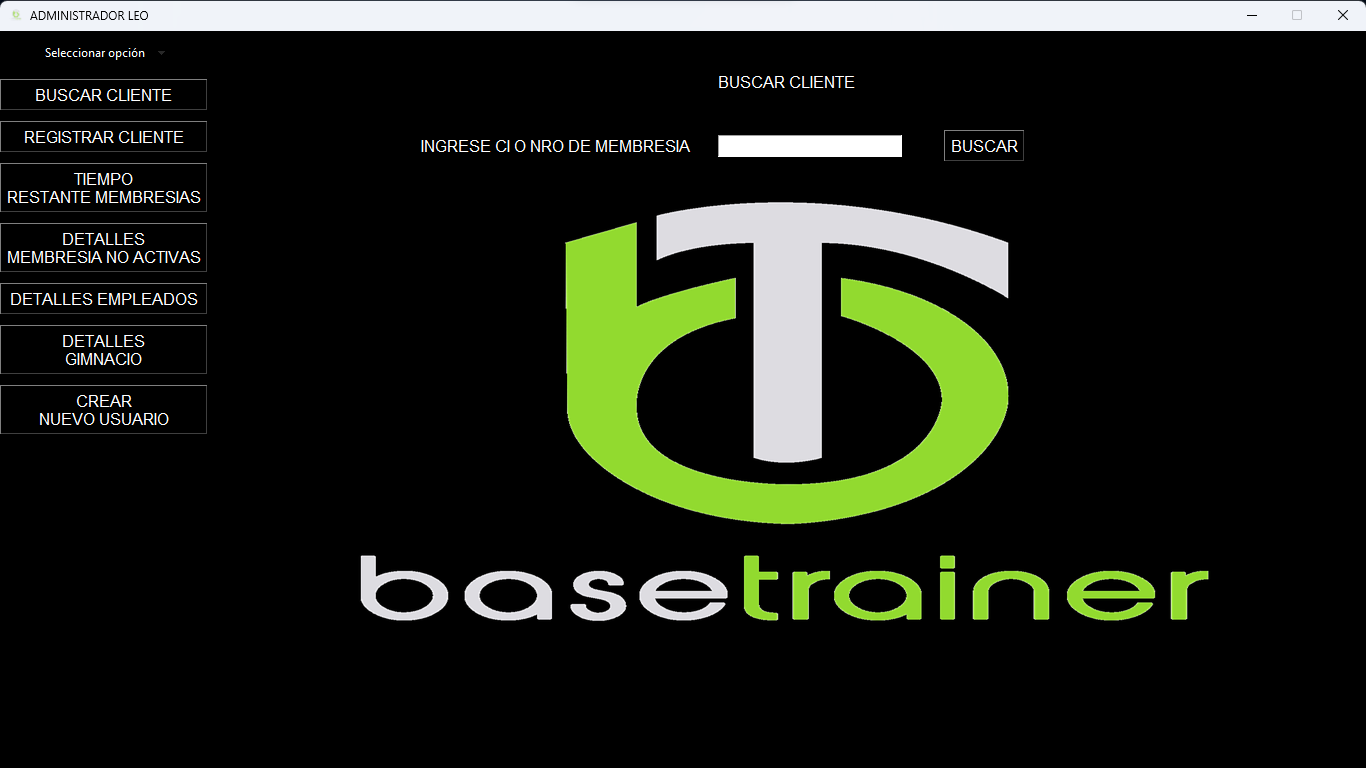 ADMINISTRADOR LEO
Seleccionar opción
BUSCAR CLIENTE
REGISTRAR CLIENTE
TIEMPO
RESTANTE MEMBRESIAS
DETALLES
MEMBRESIA NO ACTIVAS
DETALLES EMPLEADOS
DETALLES
GIMNACIO
CREAR
NUEVO USUARIO
BUSCAR CLIENTE
INGRESE CI O NRO DE MEMBRESIA
BUSCAR
basetrainer